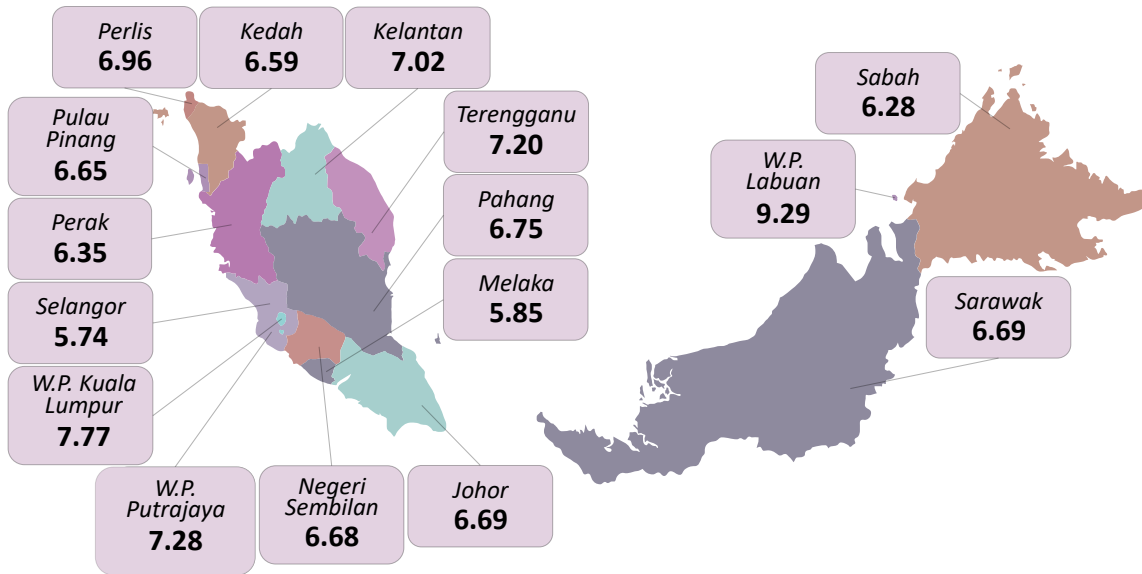 Perlis
6.96
Kedah
6.59
Kelantan
7.02
Pulau
Pinang
6.65
Terengganu
7.20
Perak
6.35
Pahang
6.75
Selangor
5.74
Melaka
5.85
W.P. Kuala
Lumpur
7.77
W.P.
Putrajaya
7.28
Negeri
Sembilan
6.68
Johor
6.69
Sabah
6.28
W.P.
Labuan
9.29
Sarawak
6.69